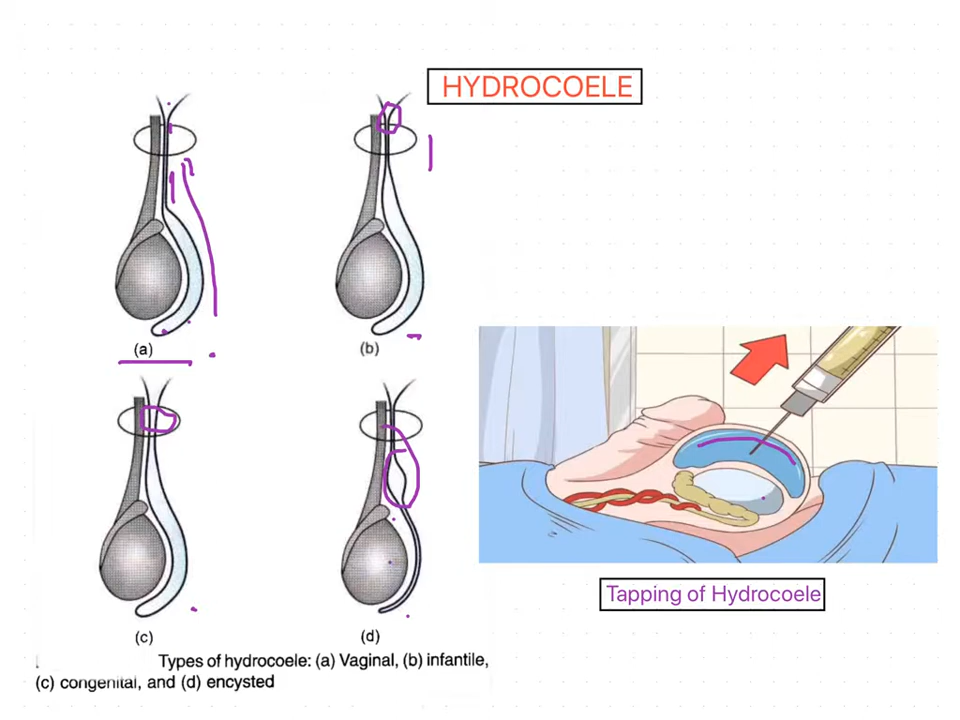 HYDROCOELE
(a)
(b)
(c)
(d)
Types of hydrocoele: (a) Vaginal, (b) infantile,
(c) congenital, and (d) encysted
Tapping of Hydrocoele